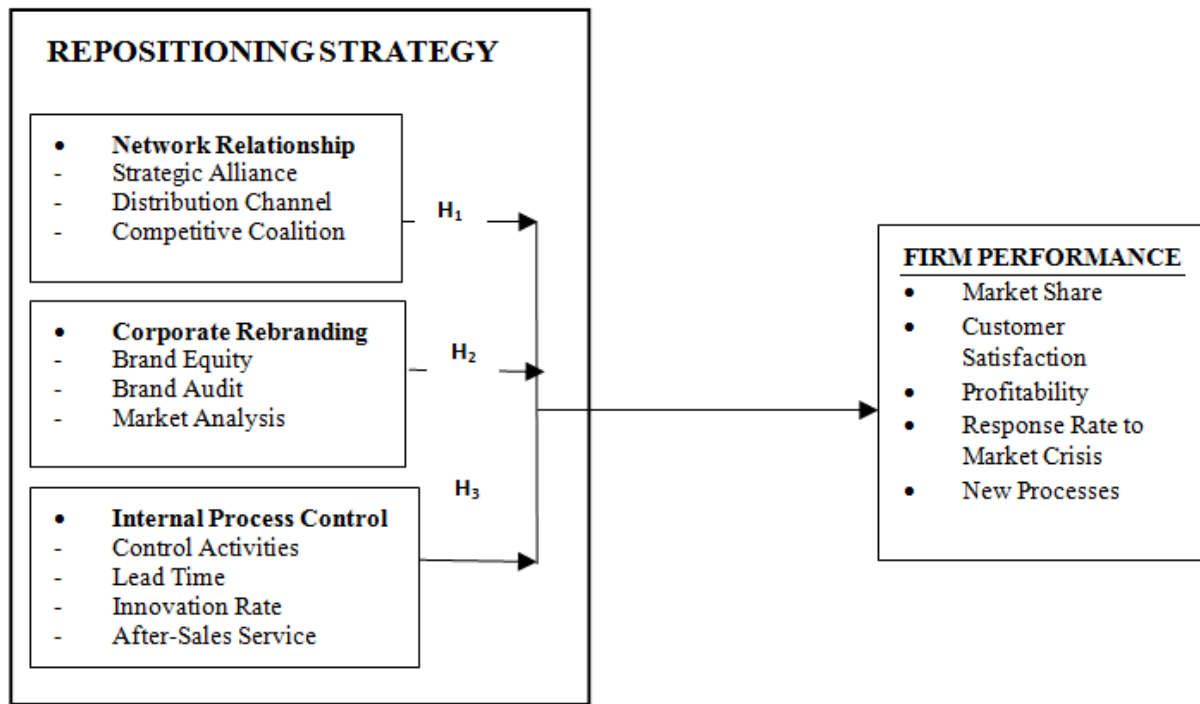 REPOSITIONING STRATEGY
• Network Relationship
- Strategic Alliance
- Distribution Channel
- Competitive Coalition
H₁
• Corporate Rebranding
- Brand Equity
- Brand Audit
- Market Analysis
H₂
• Internal Process Control
- Control Activities
- Lead Time
- Innovation Rate
- After-Sales Service
H₃
FIRM PERFORMANCE
• Market Share
• Customer
Satisfaction
• Profitability
• Response Rate to
Market Crisis
• New Processes